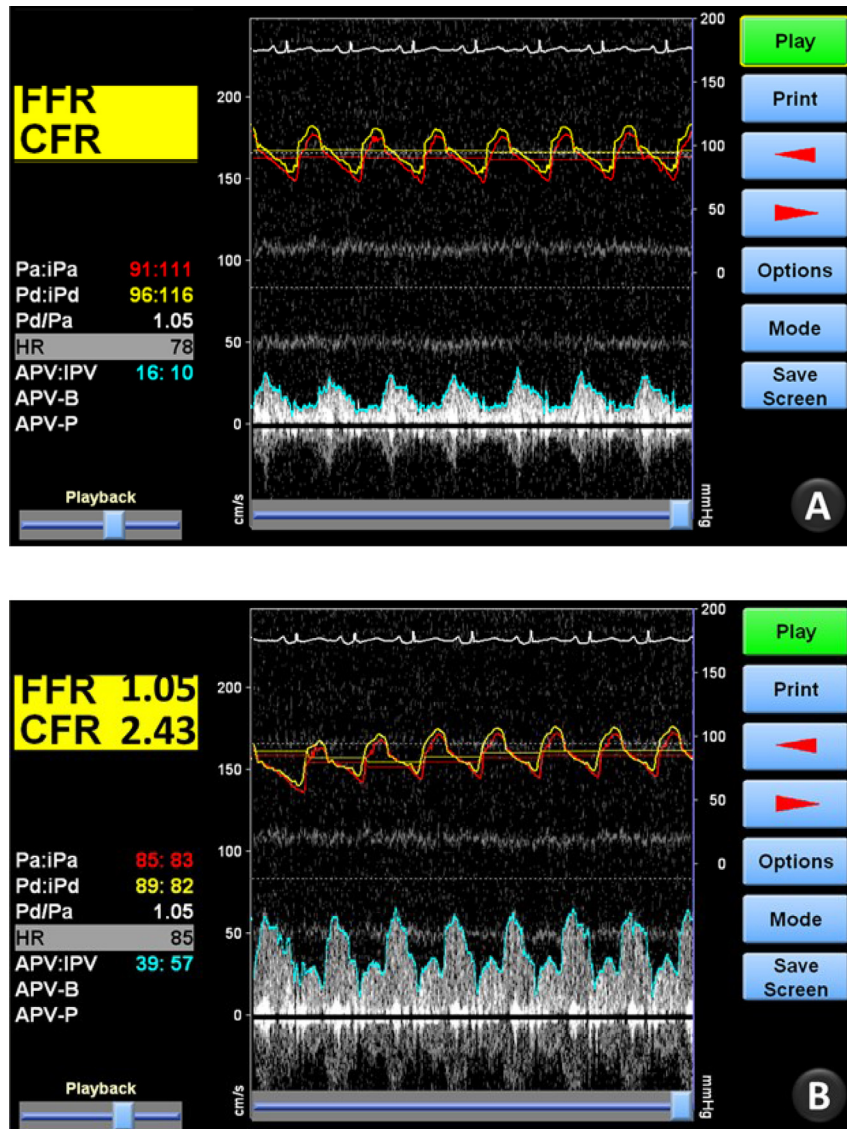 FFR
CFR
Pa:iPa 91:111
Pd:iPd 96:116
Pd/Pa 1.05
HR 78
APV:IPV 16: 10
APV-B
APV-P
Playback
200
150
100
50
0
cm/s
200
150
100
50
0
mmHg
Play
Print
Options
Mode
Save
Screen
A
FFR 1.05
CFR 2.43
Pa:iPa 85: 83
Pd:iPd 89: 82
Pd/Pa 1.05
HR 85
APV:IPV 39: 57
APV-B
APV-P
Playback
200
150
100
50
0
cm/s
200
150
100
50
0
mmHg
Play
Print
Options
Mode
Save
Screen
B